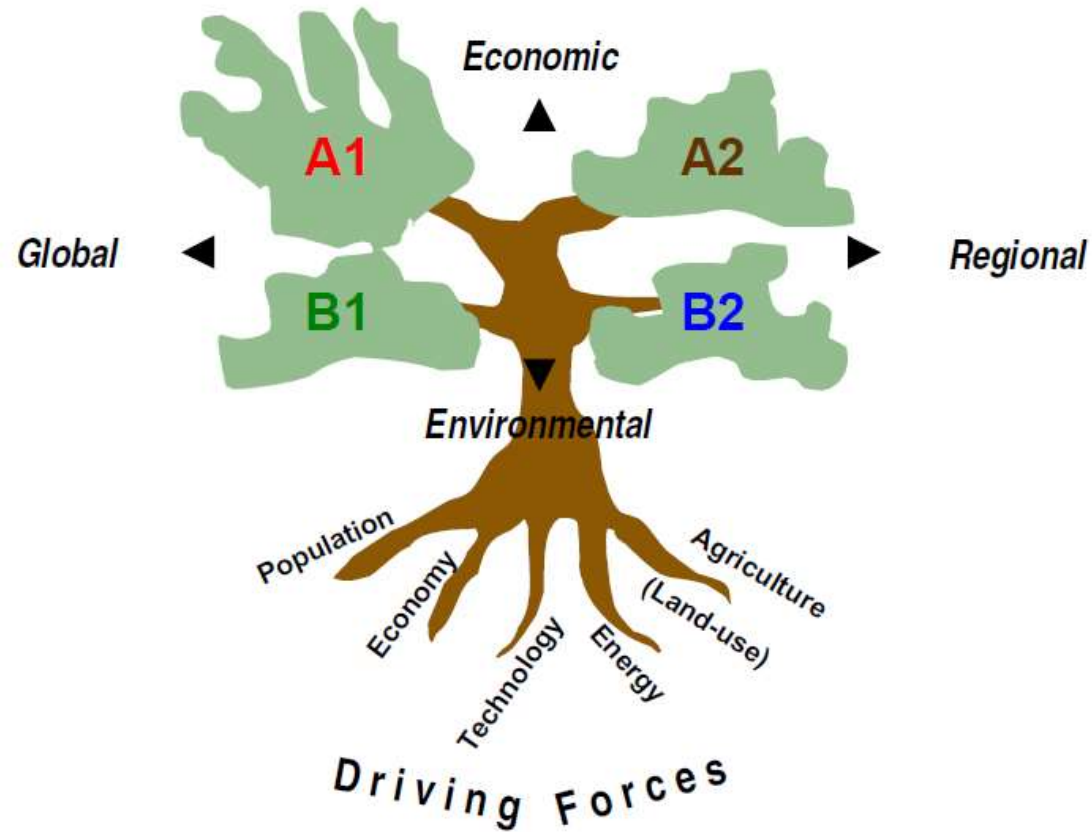 Economic
A1
A2
Global
Regional
B1
B2
Environmental
Population
Economy
Technology
Energy
Agriculture
(Land-use)
Driving Forces